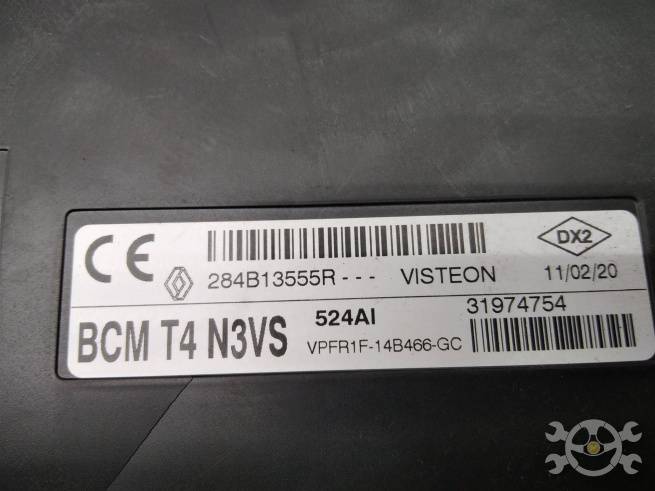 CE
DX2
284B13555R - - - VISTEON 11/02/20
BCM T4 N3VS
524AI
31974754
VPFR1F-14B466-GC